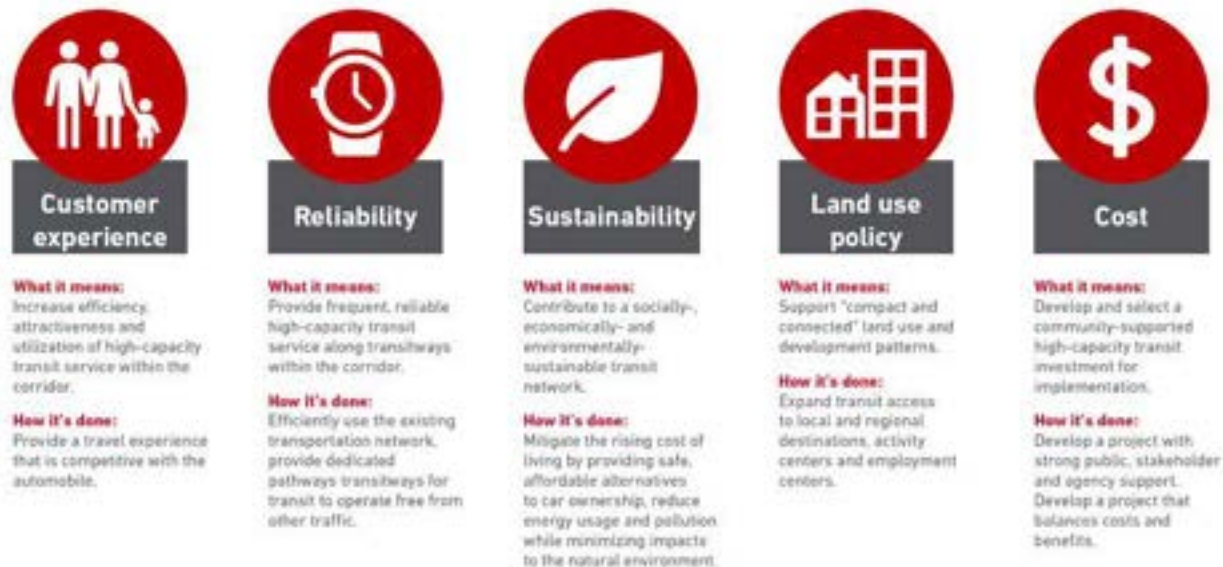 Customer
experience
What it means:
Increase efficiency,
attractiveness and
utilization of high-capacity
transit service within the
corridor.
How it's done:
Provide a travel experience
that is competitive with the
automobile.
Reliability
What it means:
Provide frequent, reliable
high-capacity transit
service along transitways
within the corridor.
How it's done:
Efficiently use the existing
transportation network,
provide dedicated
pathways transitways for
transit to operate free from
other traffic.
Sustainability
What it means:
Contribute to a socially-,
economically- and
environmentally-
sustainable transit
network.
How it's done:
Mitigate the rising cost of
living by providing safe,
affordable alternatives
to car ownership, reduce
energy usage and pollution
while minimizing impacts
to the natural environment
Land use
policy
What it means:
Support "compact and
connected" land use and
development patterns.
How it's done:
Expand transit access
to local and regional
destinations, activity
centers and employment
centers.
$
Cost
What it means:
Develop and select a
community-supported
high-capacity transit
investment for
implementation.
How it's done:
Develop a project with
strong public, stakeholder
and agency support.
Develop a project that
balances costs and
benefits.